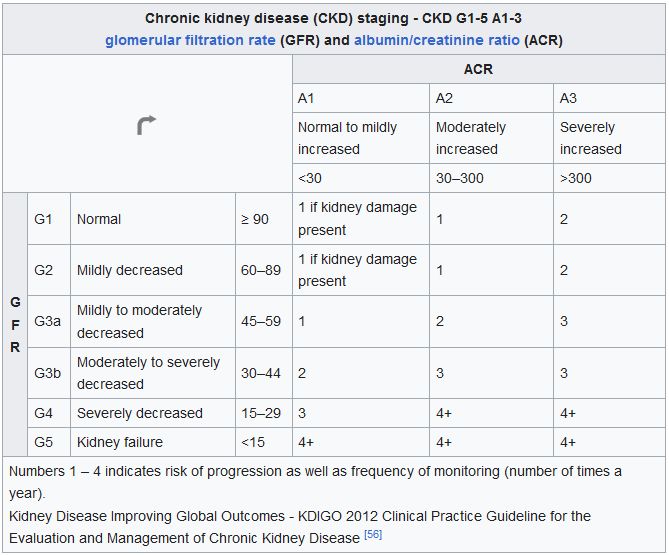 Chronic kidney disease (CKD) staging - CKD G1-5 A1-3
glomerular filtration rate (GFR) and albumin/creatinine ratio (ACR)
ACR
A1 A2 A3
Normal to mildly increased Moderately increased Severely increased
<30 30–300 >300
GFR
G1 Normal ≥ 90 1 if kidney damage present 1 2
G2 Mildly decreased 60–89 1 if kidney damage present 1 2
G3a Mildly to moderately decreased 45–59 1 2 3
G3b Moderately to severely decreased 30–44 2 3 3
G4 Severely decreased 15–29 3 4+ 4+
G5 Kidney failure <15 4+ 4+ 4+
Numbers 1 – 4 indicates risk of progression as well as frequency of monitoring (number of times a
year).
Kidney Disease Improving Global Outcomes - KDIGO 2012 Clinical Practice Guideline for the
Evaluation and Management of Chronic Kidney Disease [56]